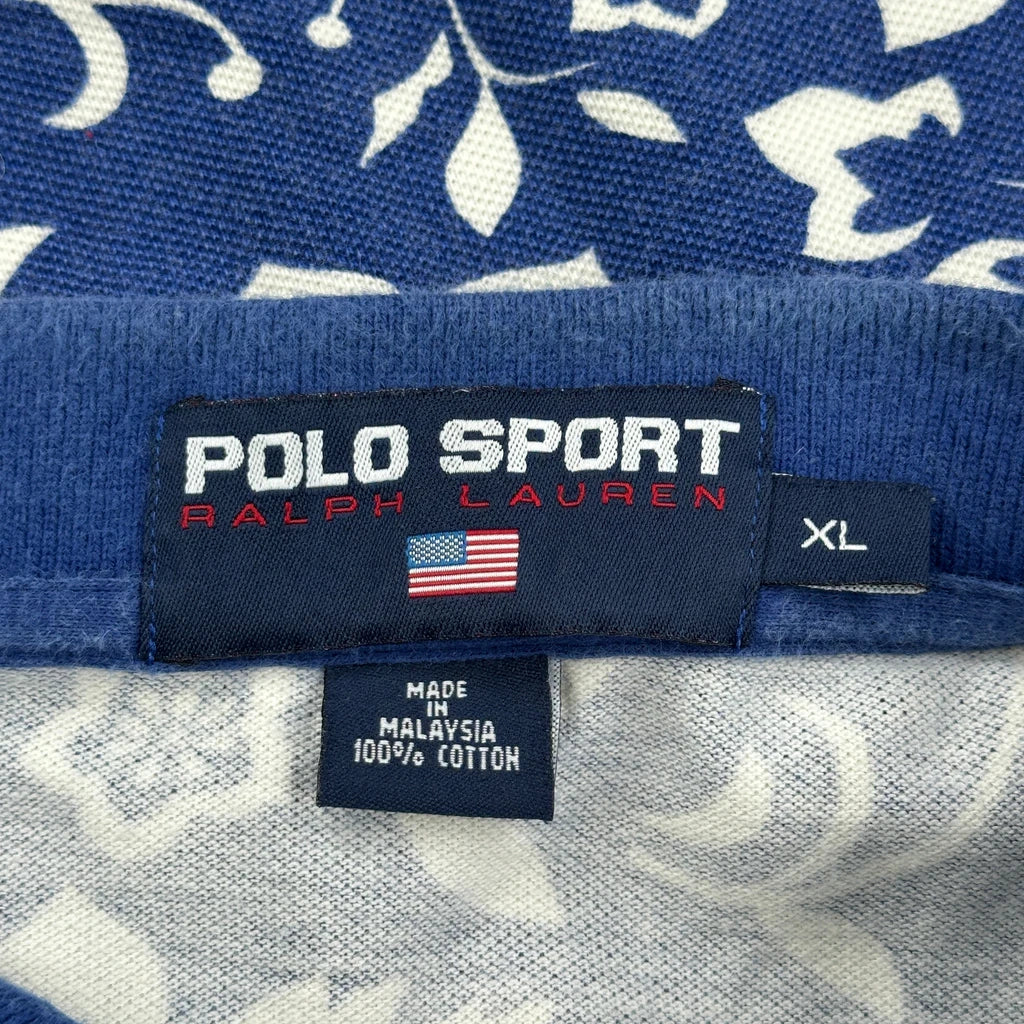 POLO SPORT
RALPH LAUREN
XL
MADE
IN
MALAYSIA
100% COTTON